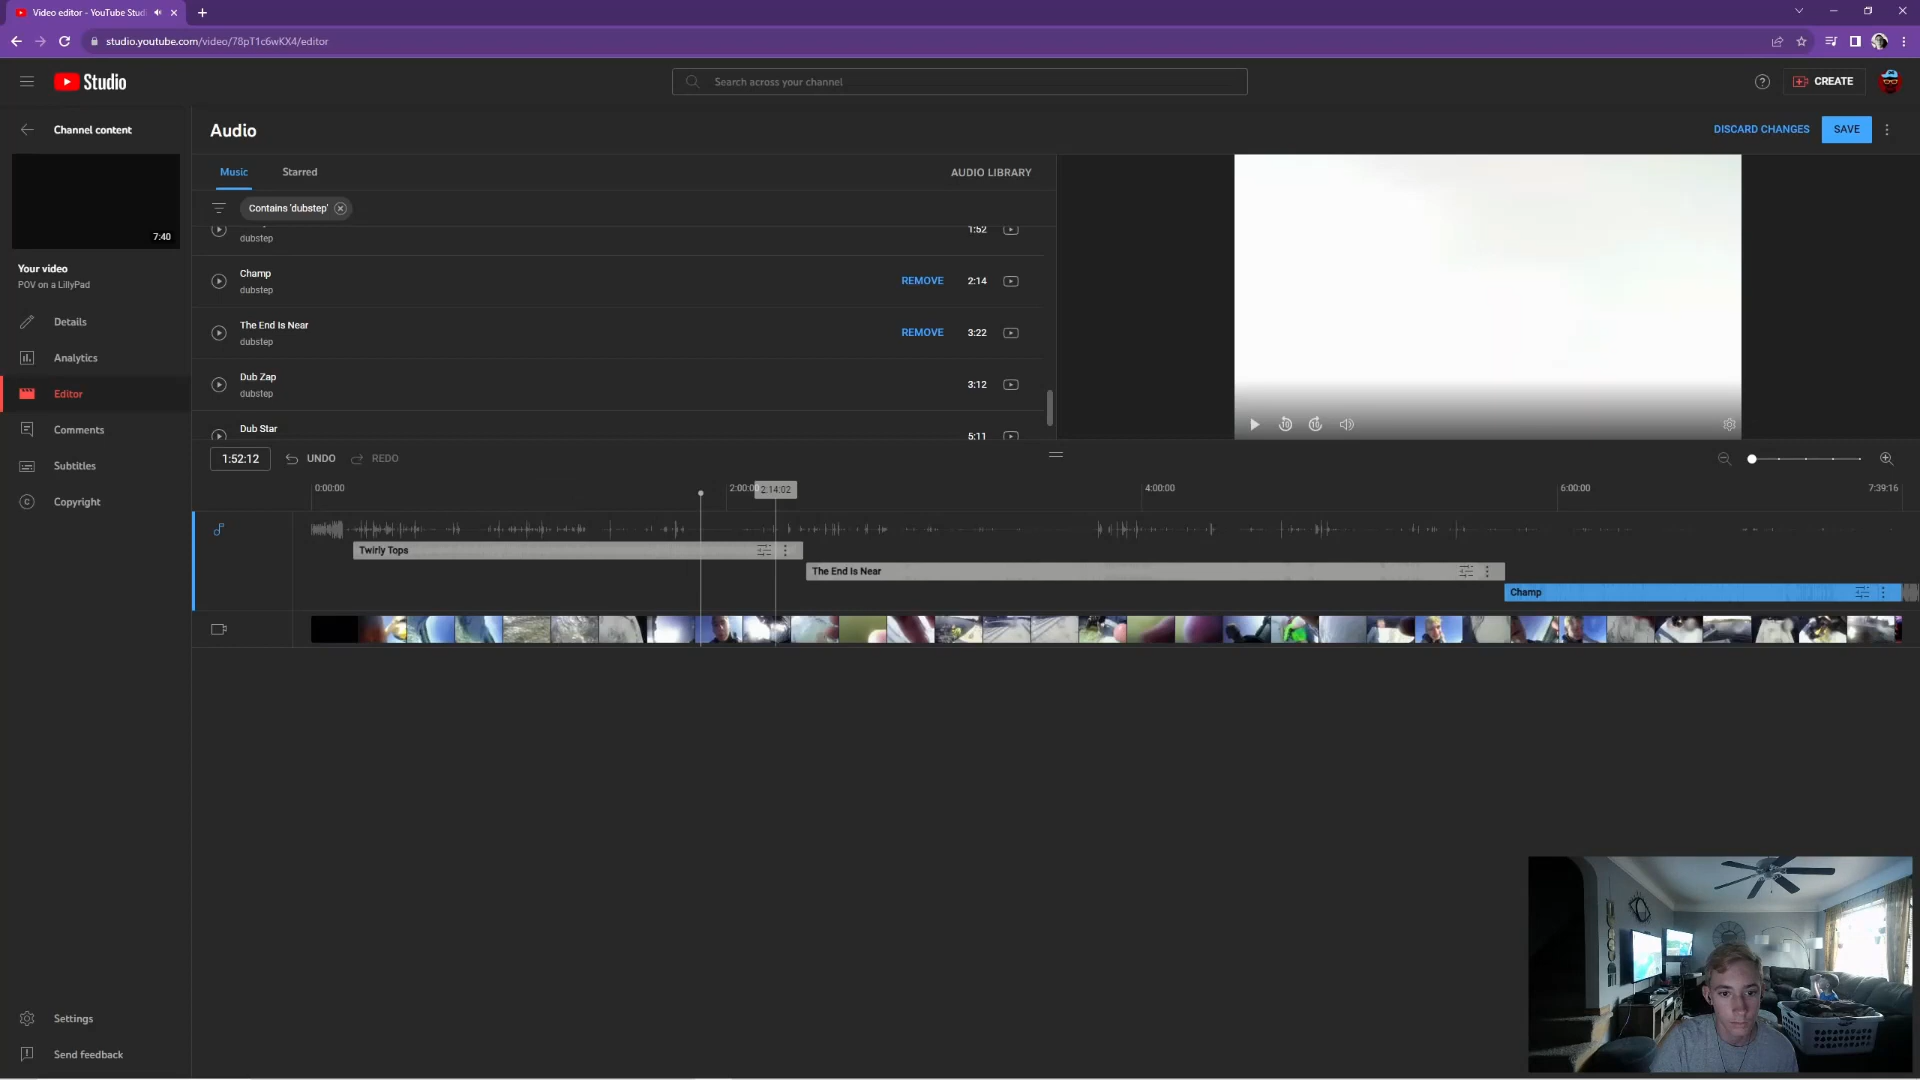 Video editor - YouTube Studi
studio.youtube.com/video/78pT1c6wKX4/editor
Studio
Search across your channel
CREATE
Channel content
Audio
DISCARD CHANGES
SAVE
Music
Starred
AUDIO LIBRARY
Contains 'dubstep'
7:40
dubstep
1:52
Your video
POV on a LillyPad
Champ
dubstep
REMOVE
2:14
The End Is Near
dubstep
REMOVE
3:22
Dub Zap
dubstep
3:12
Dub Star
5:11
Details
Analytics
Editor
Comments
Subtitles
Copyright
1:52:12
UNDO
REDO
0:00:00
2:00:00
2:14:02
4:00:00
6:00:00
7:39:16
Twirly Tops
The End Is Near
Champ
Settings
Send feedback